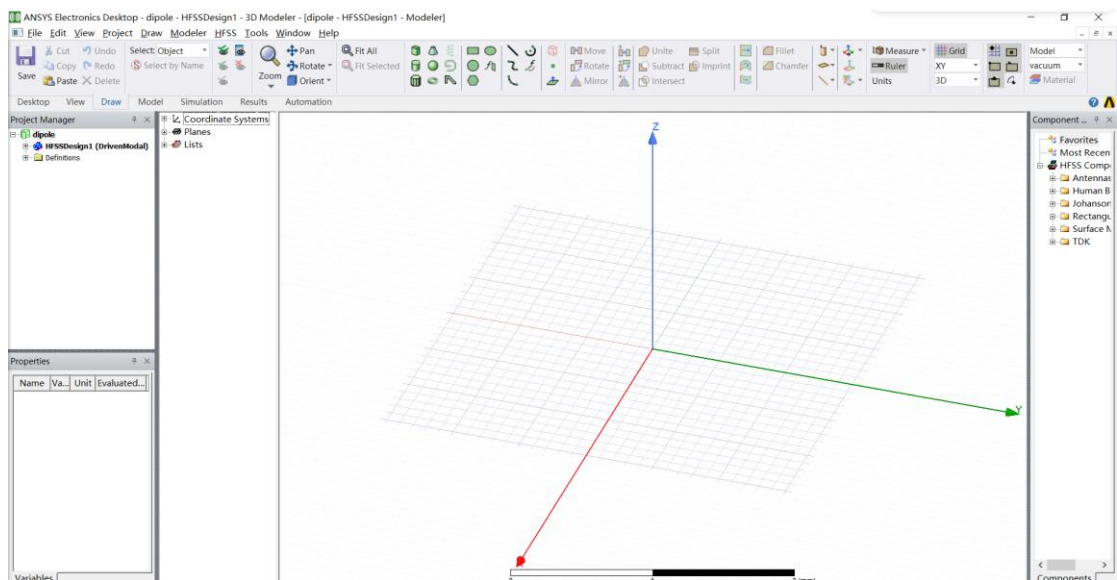 ANSYS Electronics Desktop - dipole - HFSSDesign1 - 3D Modeler - [dipole - HFSSDesign1 - Modeler]
File Edit View Project Draw Modeler HFSS Tools Window Help
Save
Cut Undo
Copy Redo
Paste Delete
Select: Object
Select by Name
Zoom
Pan
Rotate
Orient
Fit All
Fit Selected
Move
Rotate
Mirror
Unite Split
Subtract Imprint
Intersect
Fillet
Chamfer
Measure
Ruler
Units
Grid
XY
3D
Model
vacuum
Material
Desktop View Draw Model Simulation Results Automation
Project Manager
dipole
HFSSDesign1 (DrivenModal)
Definitions
Properties
Name Va... Unit Evaluated...
Variables
Coordinate Systems
Planes
Lists
Z
Y
Component ...
Favorites
Most Recen
HFSS Comp
Antennas
Human B
Johanson
Rectangu
Surface M
TDK
Components